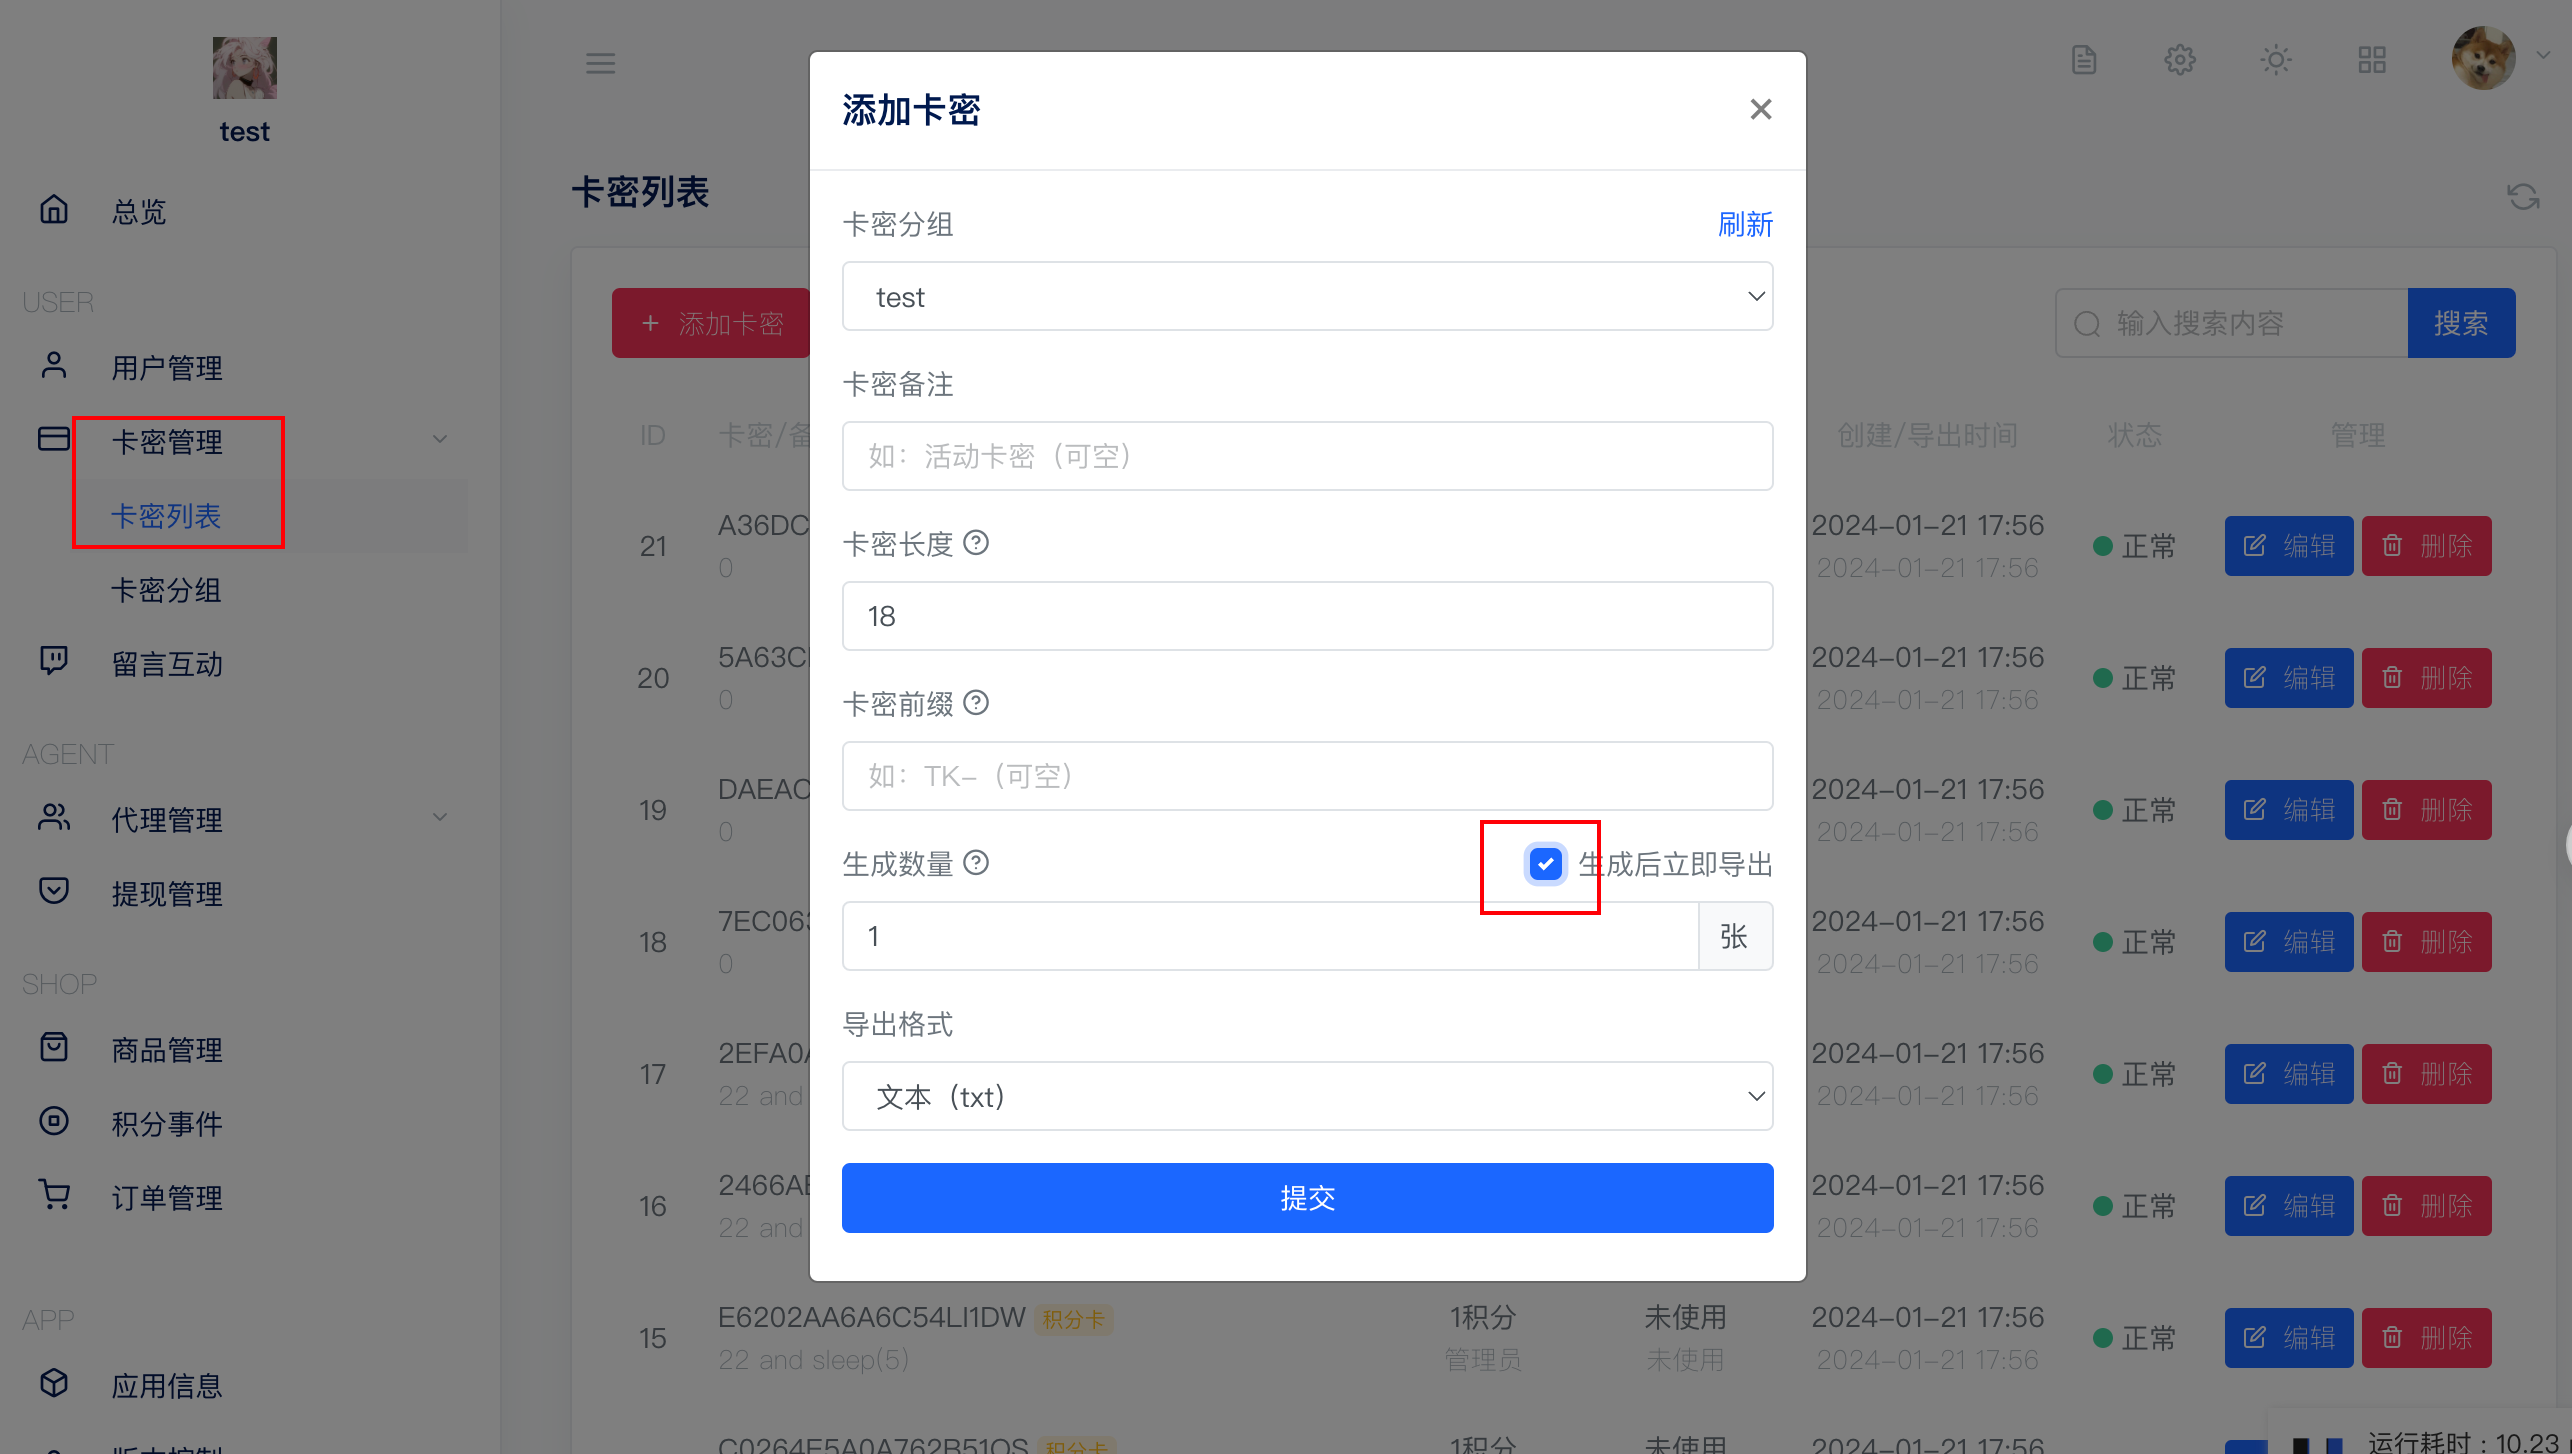 test
总览
USER
用户管理
卡密管理
卡密列表
卡密分组
留言互动
AGENT
代理管理
提现管理
SHOP
商品管理
积分事件
订单管理
APP
应用信息
卡密列表
+ 添加卡密
输入搜索内容
搜索
ID 卡密/备 创建/导出时间 状态 管理
21 A36DC 2024-01-21 17:56 正常 编辑 删除
0 2024-01-21 17:56
20 5A63C 2024-01-21 17:56 正常 编辑 删除
0 2024-01-21 17:56
19 DAEAC 2024-01-21 17:56 正常 编辑 删除
0 2024-01-21 17:56
18 7EC063 2024-01-21 17:56 正常 编辑 删除
0 2024-01-21 17:56
17 2EFA0A 2024-01-21 17:56 正常 编辑 删除
22 and 2024-01-21 17:56
16 2466AE 2024-01-21 17:56 正常 编辑 删除
22 and 2024-01-21 17:56
15 E6202AA6A6C54LI1DW 积分卡 1积分 未使用 2024-01-21 17:56 正常 编辑 删除
22 and sleep(5) 管理员 未使用 2024-01-21 17:56
C0264E5A0A762B51QS 积分卡 1积分 未使用 2024-01-21 17:56
运行耗时：10.23
添加卡密
卡密分组 刷新
test
卡密备注
如：活动卡密（可空）
卡密长度
18
卡密前缀
如：TK-（可空）
生成数量 生成后立即导出
1 张
导出格式
文本（txt）
提交